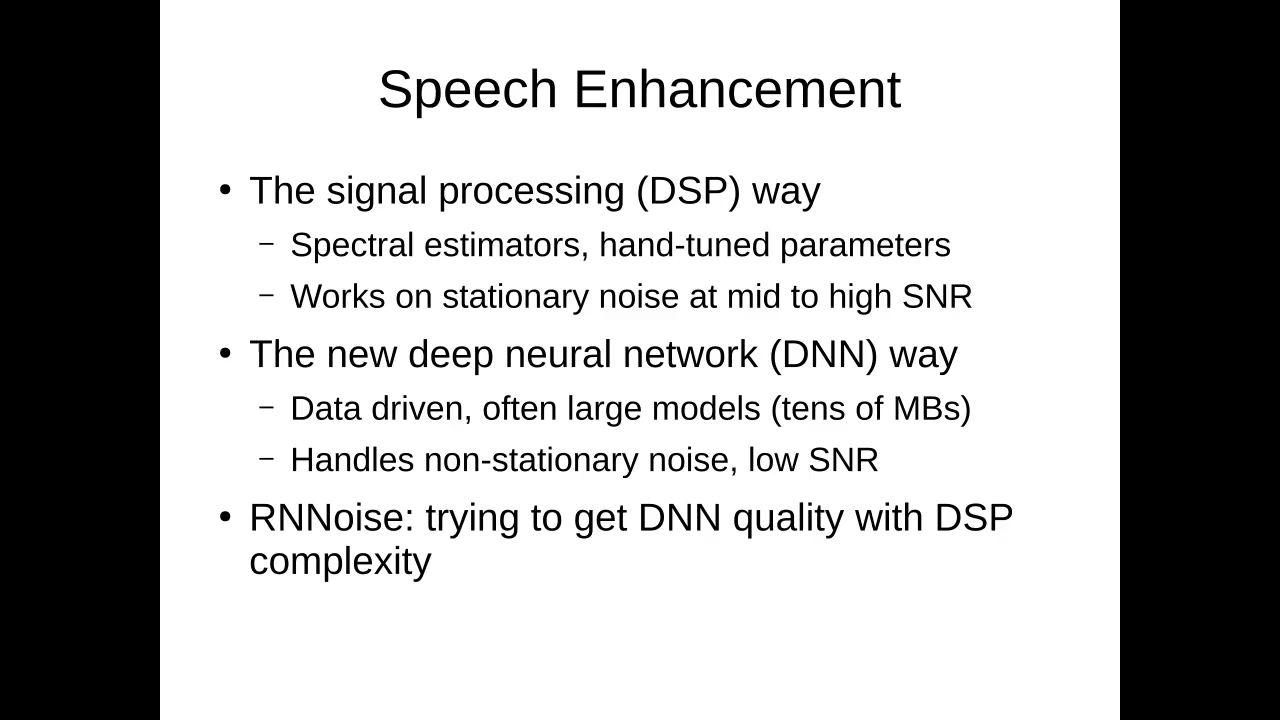 Speech Enhancement
• The signal processing (DSP) way
– Spectral estimators, hand-tuned parameters
– Works on stationary noise at mid to high SNR
• The new deep neural network (DNN) way
– Data driven, often large models (tens of MBs)
– Handles non-stationary noise, low SNR
• RNNoise: trying to get DNN quality with DSP
complexity